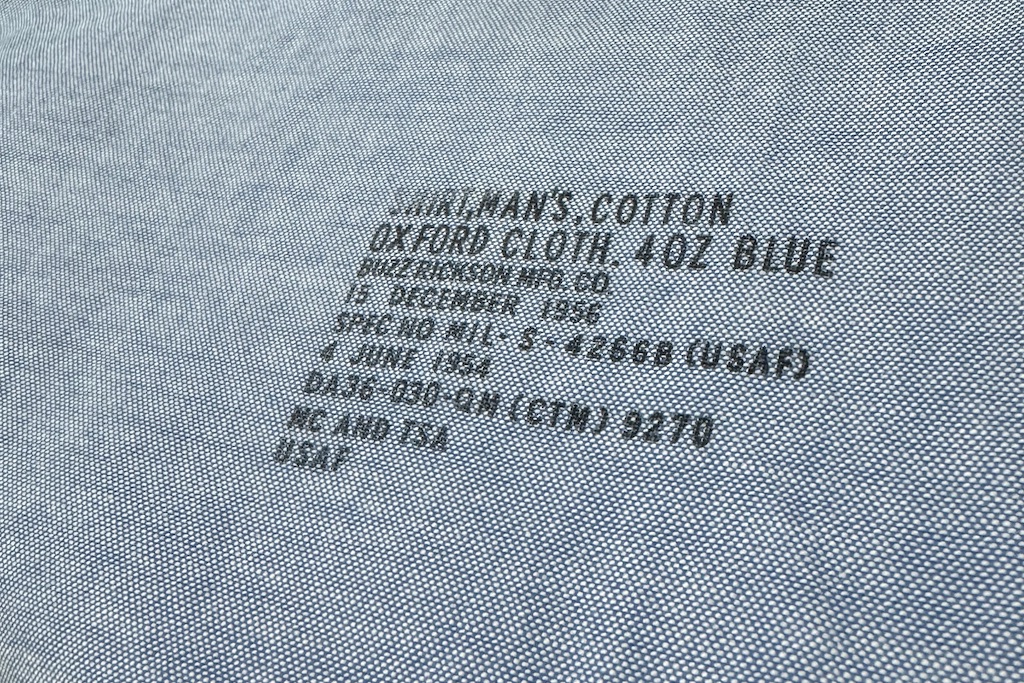 SHIRT,MAN'S,COTTON
OXFORD CLOTH. 4OZ BLUE
BUZZ RICKSON MFG. CO
15 DECEMBER 1956
SPEC NO MIL-S-4266B (USAF)
4 JUNE 1954
DA36-030-QM (CTM) 9270
MC AND TSA
USAF